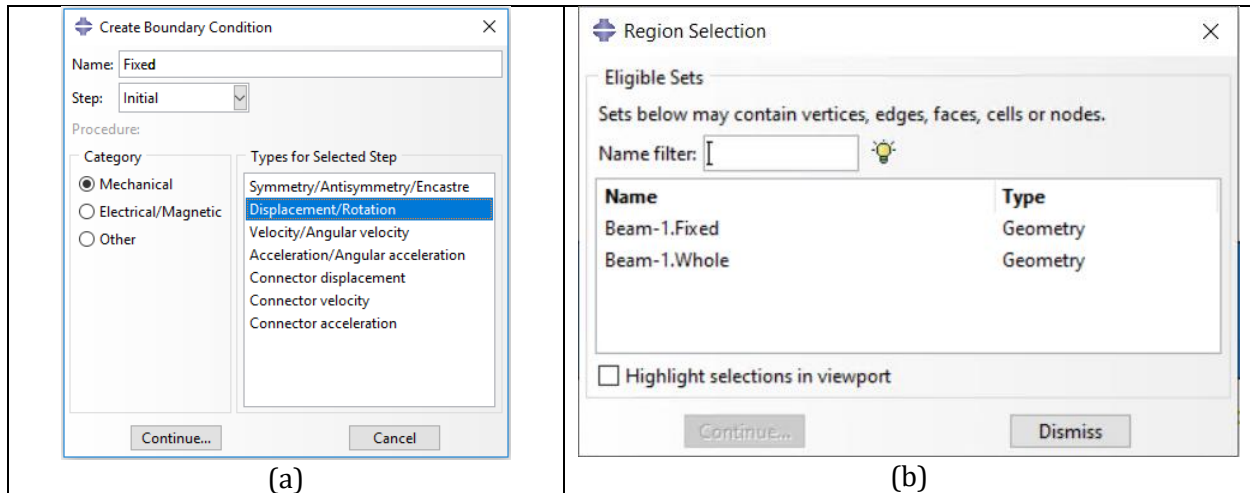 Create Boundary Condition
Name: Fixed
Step: Initial
Procedure:
Category
Mechanical
Electrical/Magnetic
Other
Types for Selected Step
Symmetry/Antisymmetry/Encastre
Displacement/Rotation
Velocity/Angular velocity
Acceleration/Angular acceleration
Connector displacement
Connector velocity
Connector acceleration
Continue... Cancel
(a)
Region Selection
Eligible Sets
Sets below may contain vertices, edges, faces, cells or nodes.
Name filter:
Name Type
Beam-1.Fixed Geometry
Beam-1.Whole Geometry
Highlight selections in viewport
Continue... Dismiss
(b)